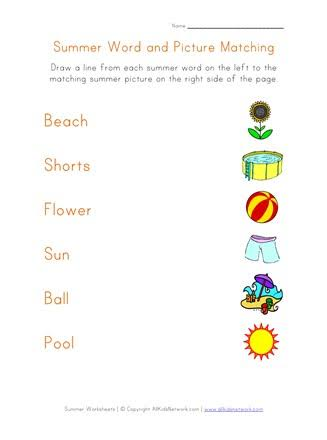 Name
Summer Word and Picture Matching
Draw a line from each summer word on the left to the
matching summer picture on the right side of the page.
Beach
Shorts
Flower
Sun
Ball
Pool
Summer Worksheets | © Copyright AllKidsNetwork.com | www.allkidsnetwork.com